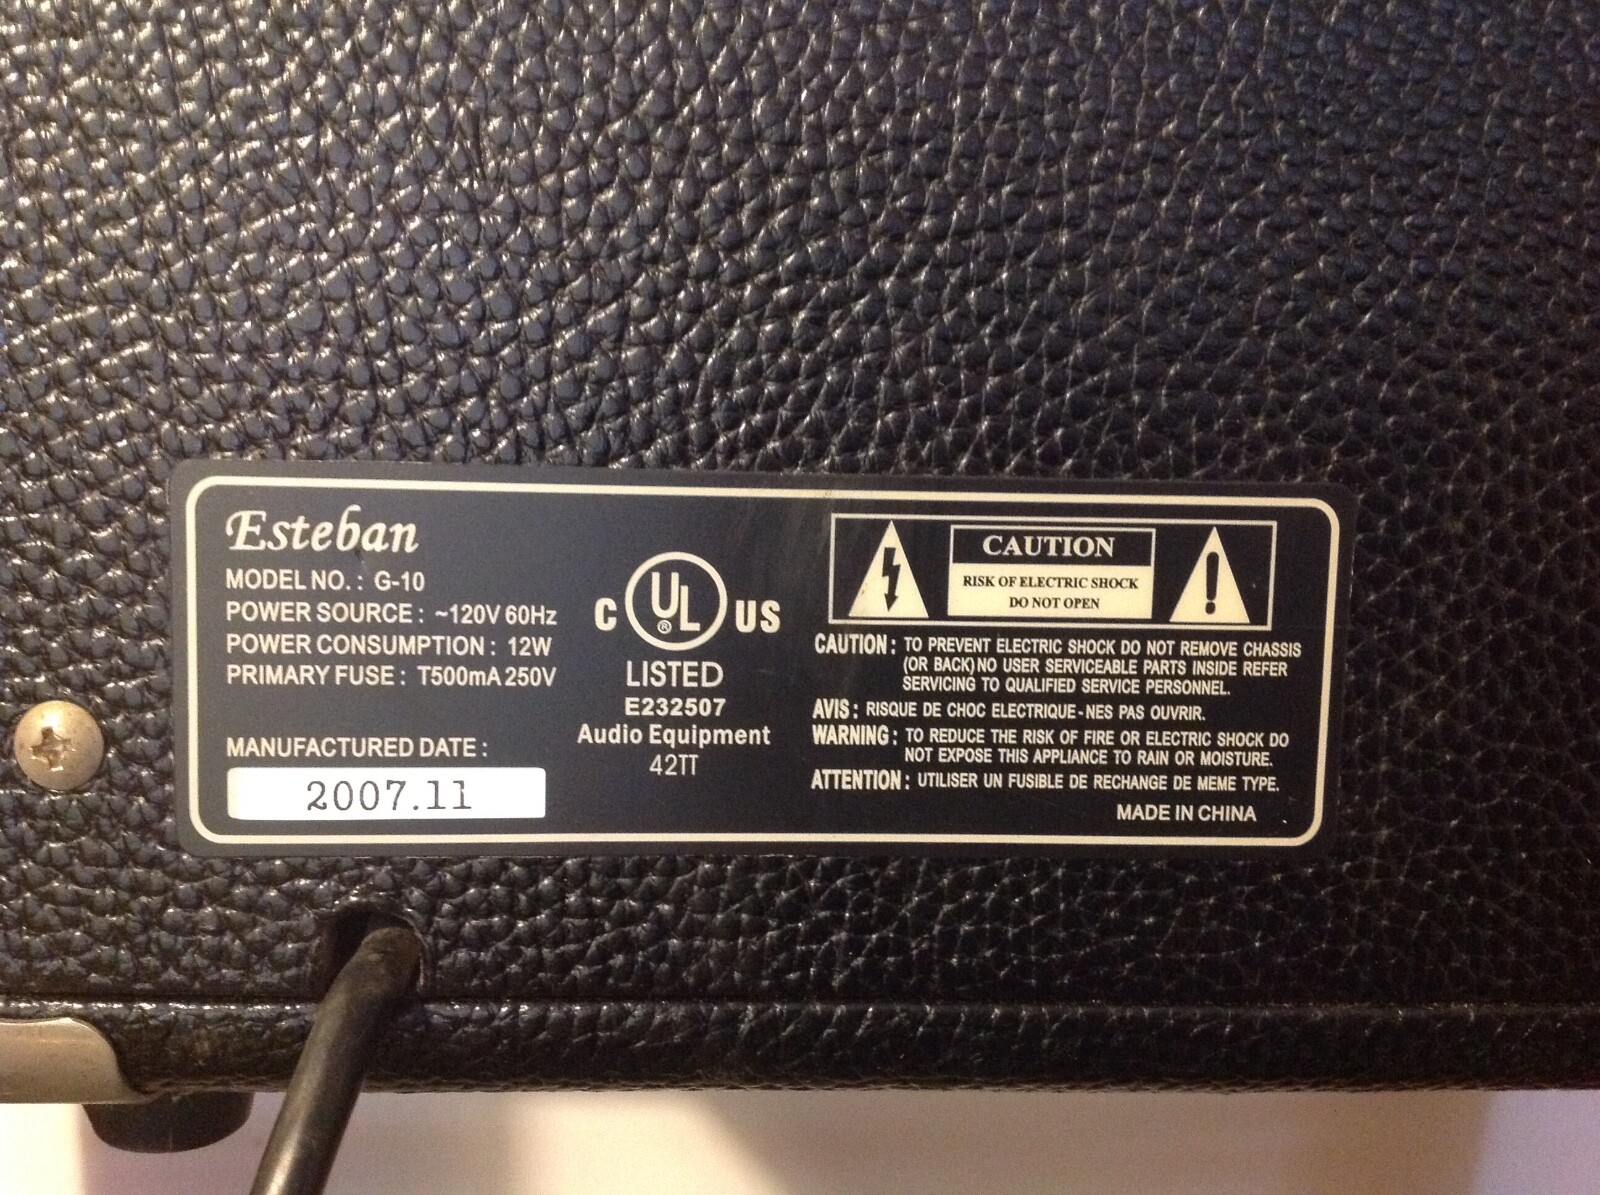 Esteban
MODEL NO. : G-10
POWER SOURCE : ~120V 60Hz
POWER CONSUMPTION : 12W
PRIMARY FUSE : T500mA 250V
MANUFACTURED DATE :
2007.11
C UL ® US
LISTED
E232507
Audio Equipment
42TT
CAUTION
RISK OF ELECTRIC SHOCK
DO NOT OPEN
CAUTION : TO PREVENT ELECTRIC SHOCK DO NOT REMOVE CHASSIS
(OR BACK) NO USER SERVICEABLE PARTS INSIDE REFER
SERVICING TO QUALIFIED SERVICE PERSONNEL.
AVIS : RISQUE DE CHOC ELECTRIQUE-NES PAS OUVRIR.
WARNING : TO REDUCE THE RISK OF FIRE OR ELECTRIC SHOCK DO
NOT EXPOSE THIS APPLIANCE TO RAIN OR MOISTURE.
ATTENTION : UTILISER UN FUSIBLE DE RECHANGE DE MEME TYPE.
MADE IN CHINA